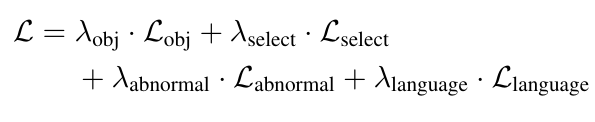 ℒ = λ_obj · ℒ_obj + λ_select · ℒ_select
+ λ_abnormal · ℒ_abnormal + λ_language · ℒ_language